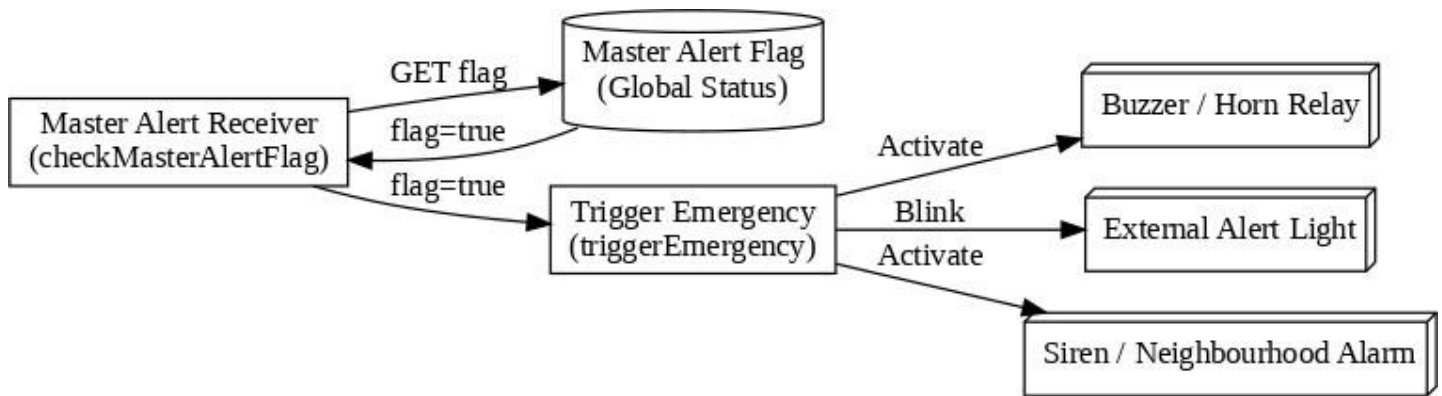 Master Alert Receiver
(checkMasterAlertFlag)
GET flag
flag=true
flag=true
Master Alert Flag
(Global Status)
Trigger Emergency
(triggerEmergency)
Activate
Blink
Activate
Buzzer / Horn Relay
External Alert Light
Siren / Neighbourhood Alarm